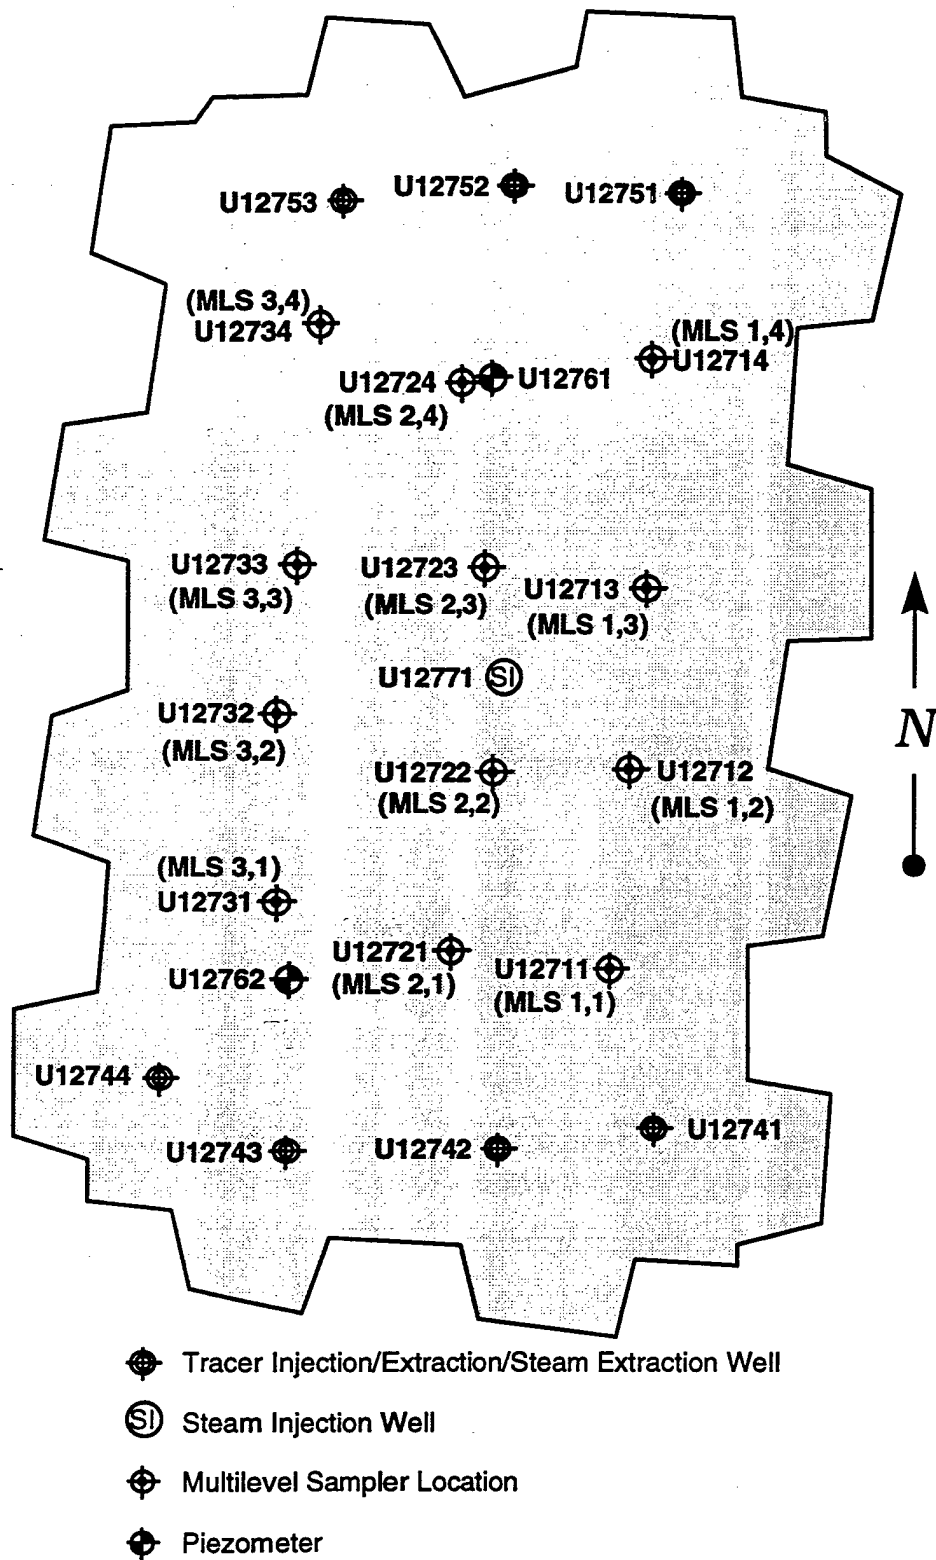 U12753
U12752
U12751
(MLS 3,4)
U12734
(MLS 1,4)
U12714
U12724
U12761
(MLS 2,4)
U12733
(MLS 3,3)
U12723
(MLS 2,3)
U12713
(MLS 1,3)
U12771 SI
U12732
(MLS 3,2)
N
U12722
(MLS 2,2)
U12712
(MLS 1,2)
(MLS 3,1)
U12731
U12721
(MLS 2,1)
U12711
(MLS 1,1)
U12762
U12744
U12743
U12742
U12741
Tracer Injection/Extraction/Steam Extraction Well
SI Steam Injection Well
Multilevel Sampler Location
Piezometer